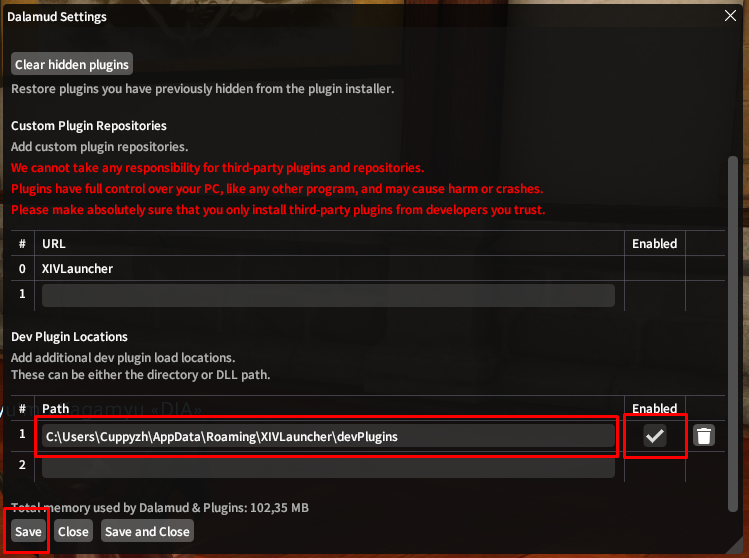 Dalamud Settings
Clear hidden plugins
Restore plugins you have previously hidden from the plugin installer.
Custom Plugin Repositories
Add custom plugin repositories.
We cannot take any responsibility for third-party plugins and repositories.
Plugins have full control over your PC, like any other program, and may cause harm or crashes.
Please make absolutely sure that you only install third-party plugins from developers you trust.
# URL Enabled
0 XIVLauncher
1
Dev Plugin Locations
Add additional dev plugin load locations.
These can be either the directory or DLL path.
# Path Enabled
1 C:\Users\Cuppyzh\AppData\Roaming\XIVLauncher\devPlugins
2
Total memory used by Dalamud & Plugins: 102,35 MB
Save Close Save and Close